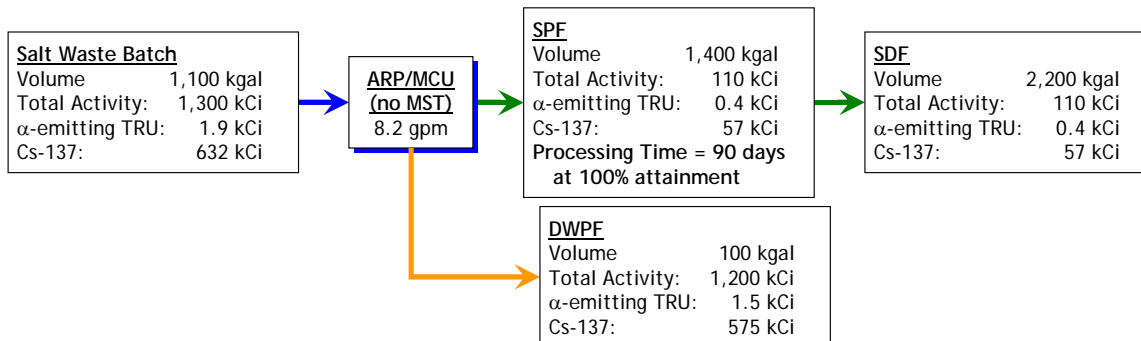 Salt Waste Batch
Volume 1,100 kgal
Total Activity: 1,300 kCi
α-emitting TRU: 1.9 kCi
Cs-137: 632 kCi
ARP/MCU
(no MST)
8.2 gpm
SPF
Volume 1,400 kgal
Total Activity: 110 kCi
α-emitting TRU: 0.4 kCi
Cs-137: 57 kCi
Processing Time = 90 days
at 100% attainment
SDF
Volume 2,200 kgal
Total Activity: 110 kCi
α-emitting TRU: 0.4 kCi
Cs-137: 57 kCi
DWPF
Volume 100 kgal
Total Activity: 1,200 kCi
α-emitting TRU: 1.5 kCi
Cs-137: 575 kCi